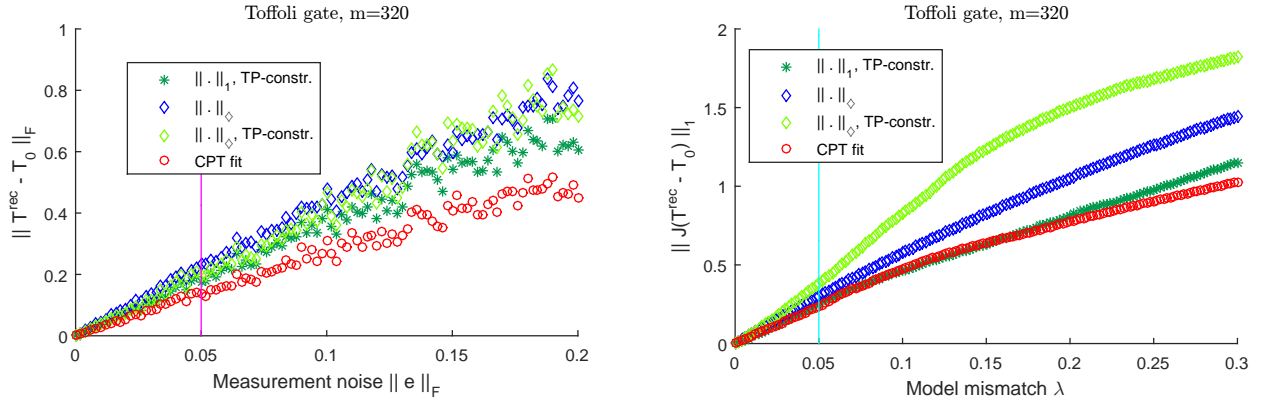 Toffoli gate, m=320
1
0.8
0.6
0.4
0.2
0
|| T^rec - T_0 ||_F
|| . ||_1, TP-constr.
|| . ||_◇
|| . ||_◇, TP-constr.
CPT fit
0 0.05 0.1 0.15 0.2
Measurement noise || e ||_F
Toffoli gate, m=320
2
1.5
1
0.5
0
|| J(T^rec - T_0) ||_1
|| . ||_1, TP-constr.
|| . ||_◇
|| . ||_◇, TP-constr.
CPT fit
0 0.05 0.1 0.15 0.2 0.25 0.3
Model mismatch λ